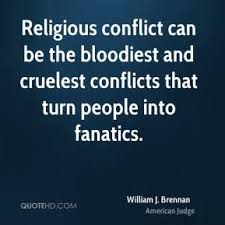 Religious conflict can
be the bloodiest and
cruelest conflicts that
turn people into
fanatics.
William J. Brennan
American Judge
QUOTEHD.COM